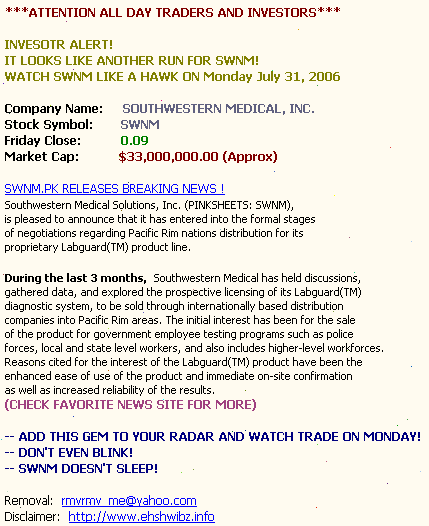 ***ATTENTION ALL DAY TRADERS AND INVESTORS***
INVESOTR ALERT!
IT LOOKS LIKE ANOTHER RUN FOR SWNM!
WATCH SWNM LIKE A HAWK ON Monday July 31, 2006
Company Name: SOUTHWESTERN MEDICAL, INC.
Stock Symbol: SWNM
Friday Close: 0.09
Market Cap: $33,000,000.00 (Approx)
SWNM.PK RELEASES BREAKING NEWS !
Southwestern Medical Solutions, Inc. (PINKSHEETS: SWNM),
is pleased to announce that it has entered into the formal stages
of negotiations regarding Pacific Rim nations distribution for its
proprietary Labguard(TM) product line.
During the last 3 months, Southwestern Medical has held discussions,
gathered data, and explored the prospective licensing of its Labguard(TM)
diagnostic system, to be sold through internationally based distribution
companies into Pacific Rim areas. The initial interest has been for the sale
of the product for government employee testing programs such as police
forces, local and state level workers, and also includes higher-level workforces.
Reasons cited for the interest of the Labguard(TM) product have been the
enhanced ease of use of the product and immediate on-site confirmation
as well as increased reliability of the results.
(CHECK FAVORITE NEWS SITE FOR MORE)
-- ADD THIS GEM TO YOUR RADAR AND WATCH TRADE ON MONDAY!
-- DON'T EVEN BLINK!
-- SWNM DOESN'T SLEEP!
Removal: rmvrmv_me@yahoo.com
Disclaimer: http://www.ehshwibz.info